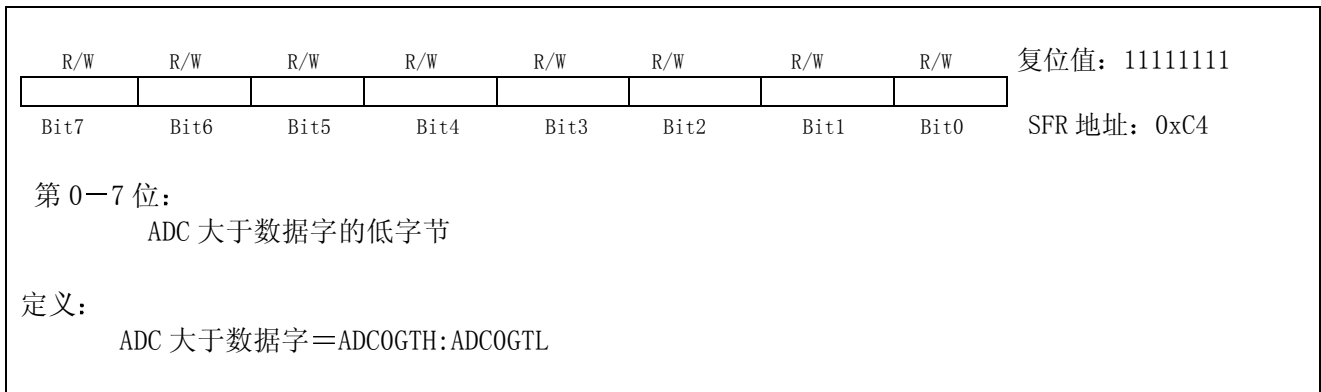 R/W R/W R/W R/W R/W R/W R/W R/W 复位值：11111111
Bit7 Bit6 Bit5 Bit4 Bit3 Bit2 Bit1 Bit0 SFR 地址：0xC4
第 0－7 位：
ADC 大于数据字的低字节
定义：
ADC 大于数据字＝ADC0GTH:ADC0GTL